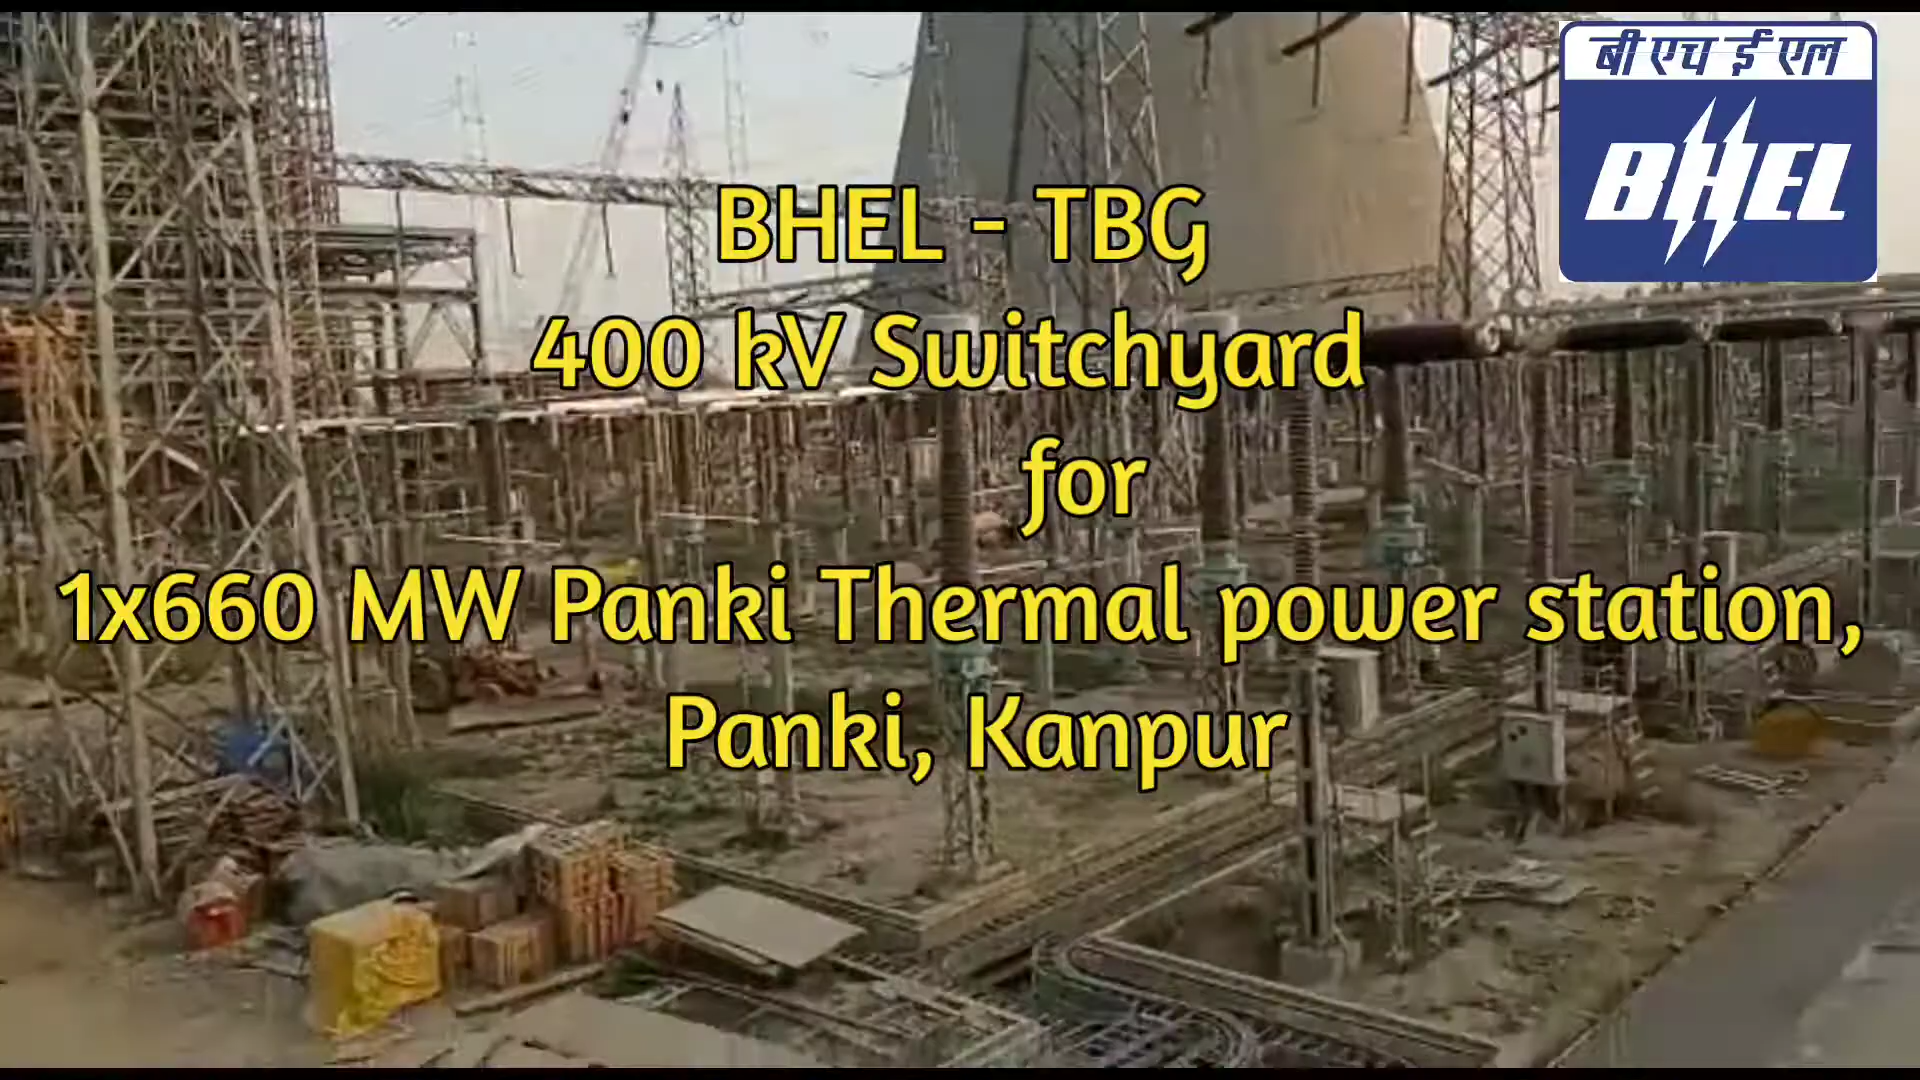 बी एच ई एल
BHEL
BHEL - TBG
400 kV Switchyard
for
1x660 MW Panki Thermal power station,
Panki, Kanpur